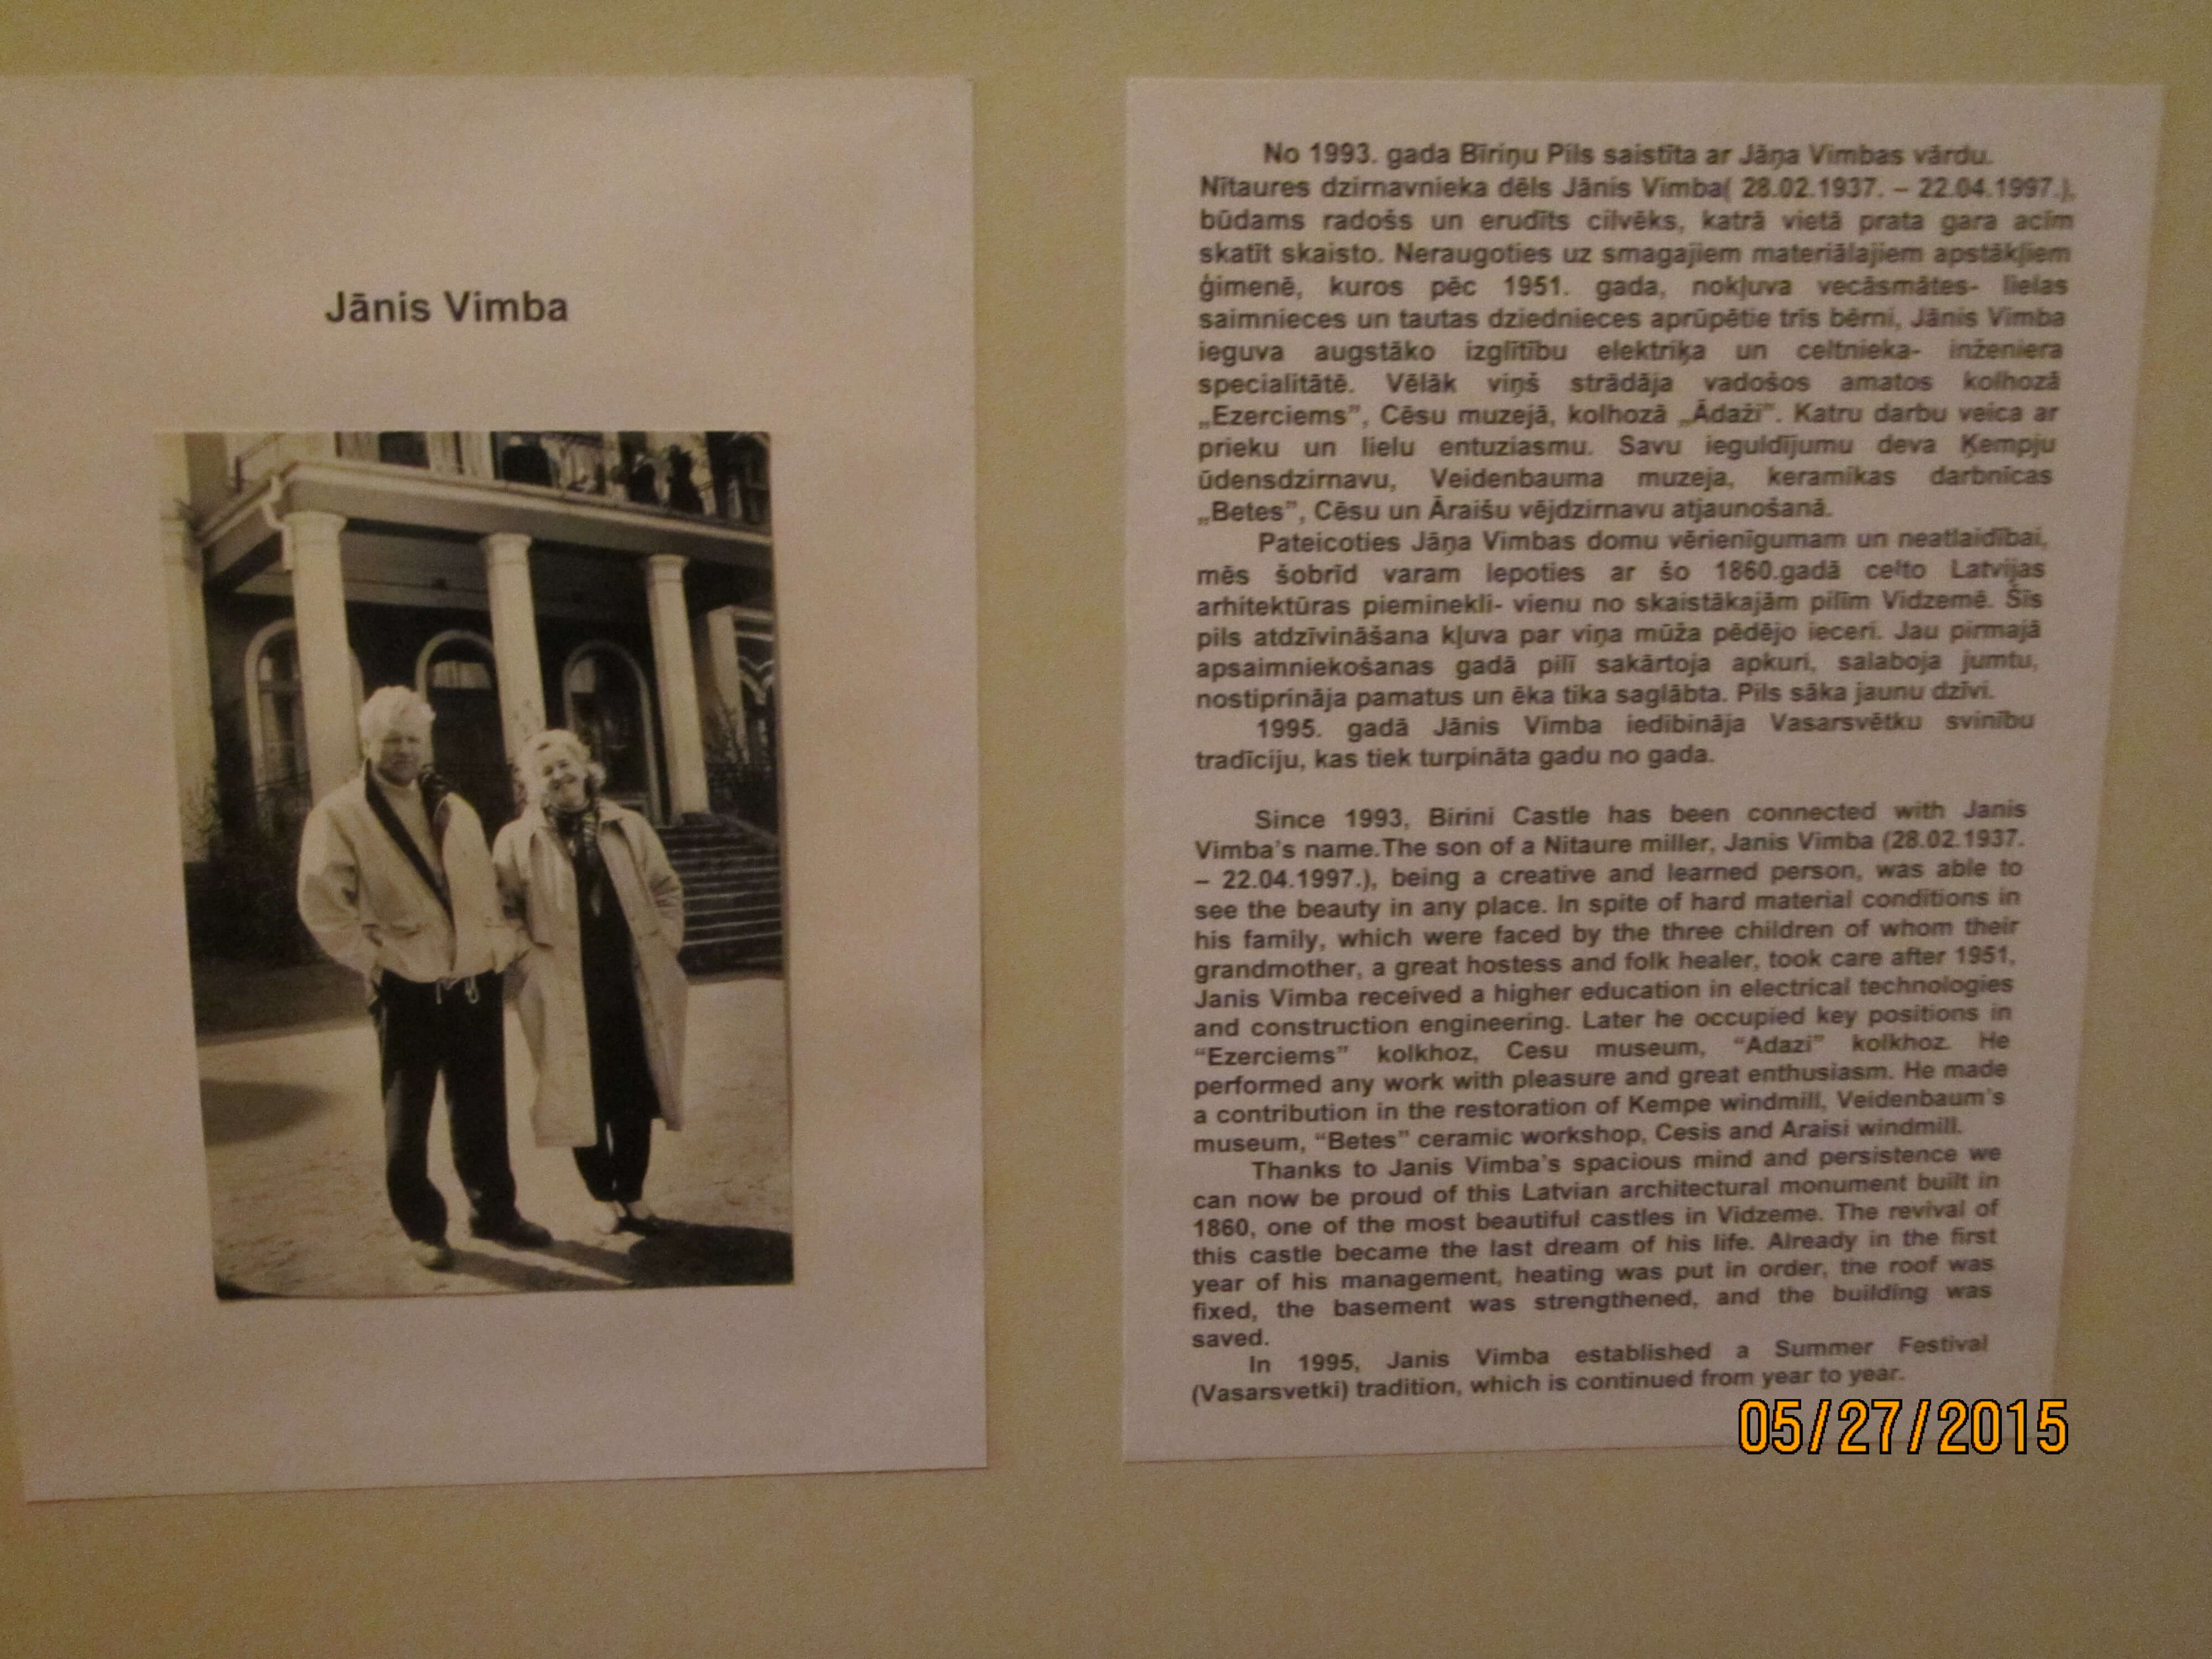 Jānis Vimba
No 1993. gada Bīriņu Pils saistīta ar Jāņa Vimbas vārdu.
Nītaures dzirnavnieka dēls Jānis Vimba( 28.02.1937. – 22.04.1997.),
būdams radošs un erudīts cilvēks, katrā vietā prata gara acīm
skatīt skaisto. Neraugoties uz smagajiem materiālajiem apstākļiem
ģimenē, kuros pēc 1951. gada, nokļuva vecāsmātes- lielas
saimnieces un tautas dziednieces aprūpētie trīs bērni, Jānis Vimba
ieguva augstāko izglītību elektriķa un celtnieka- inženiera
specialitātē. Vēlāk viņš strādāja vadošos amatos kolhozā
„Ezerciems”, Cēsu muzejā, kolhozā „Ādaži”. Katru darbu veica ar
prieku un lielu entuziasmu. Savu ieguldījumu deva Ķempju
ūdensdzirnavu, Veidenbauma muzeja, keramikas darbnīcas
„Betes”, Cēsu un Āraišu vējdzirnavu atjaunošanā.
Pateicoties Jāņa Vimbas domu vērienīgumam un neatlaidībai,
mēs šobrīd varam lepoties ar šo 1860.gadā celto Latvijas
arhitektūras pieminekli- vienu no skaistākajām pilīm Vidzemē. Šīs
pils atdzīvināšana kļuva par viņa mūža pēdējo ieceri. Jau pirmajā
apsaimniekošanas gadā pilī sakārtoja apkuri, salaboja jumtu,
nostiprināja pamatus un ēka tika saglābta. Pils sāka jaunu dzīvi.
1995. gadā Jānis Vimba iedibināja Vasarsvētku svinību
tradīciju, kas tiek turpināta gadu no gada.
Since 1993, Birini Castle has been connected with Janis
Vimba's name.The son of a Nitaure miller, Janis Vimba (28.02.1937.
– 22.04.1997.), being a creative and learned person, was able to
see the beauty in any place. In spite of hard material conditions in
his family, which were faced by the three children of whom their
grandmother, a great hostess and folk healer, took care after 1951,
Janis Vimba received a higher education in electrical technologies
and construction engineering. Later he occupied key positions in
“Ezerciems” kolkhoz, Cesu museum, “Adazi” kolkhoz. He
performed any work with pleasure and great enthusiasm. He made
a contribution in the restoration of Kempe windmill, Veidenbaum's
museum, “Betes” ceramic workshop, Cesis and Araisi windmill.
Thanks to Janis Vimba's spacious mind and persistence we
can now be proud of this Latvian architectural monument built in
1860, one of the most beautiful castles in Vidzeme. The revival of
this castle became the last dream of his life. Already in the first
year of his management, heating was put in order, the roof was
fixed, the basement was strengthened, and the building was
saved.
In 1995, Janis Vimba established a Summer Festival
(Vasarsvetki) tradition, which is continued from year to year.
05/27/2015